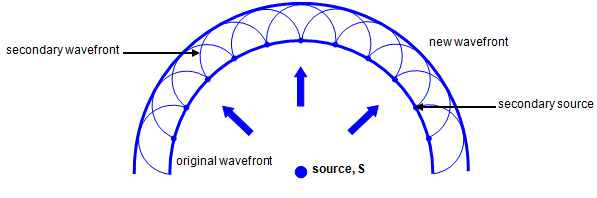 new wavefront
secondary wavefront
secondary source
original wavefront
source, S